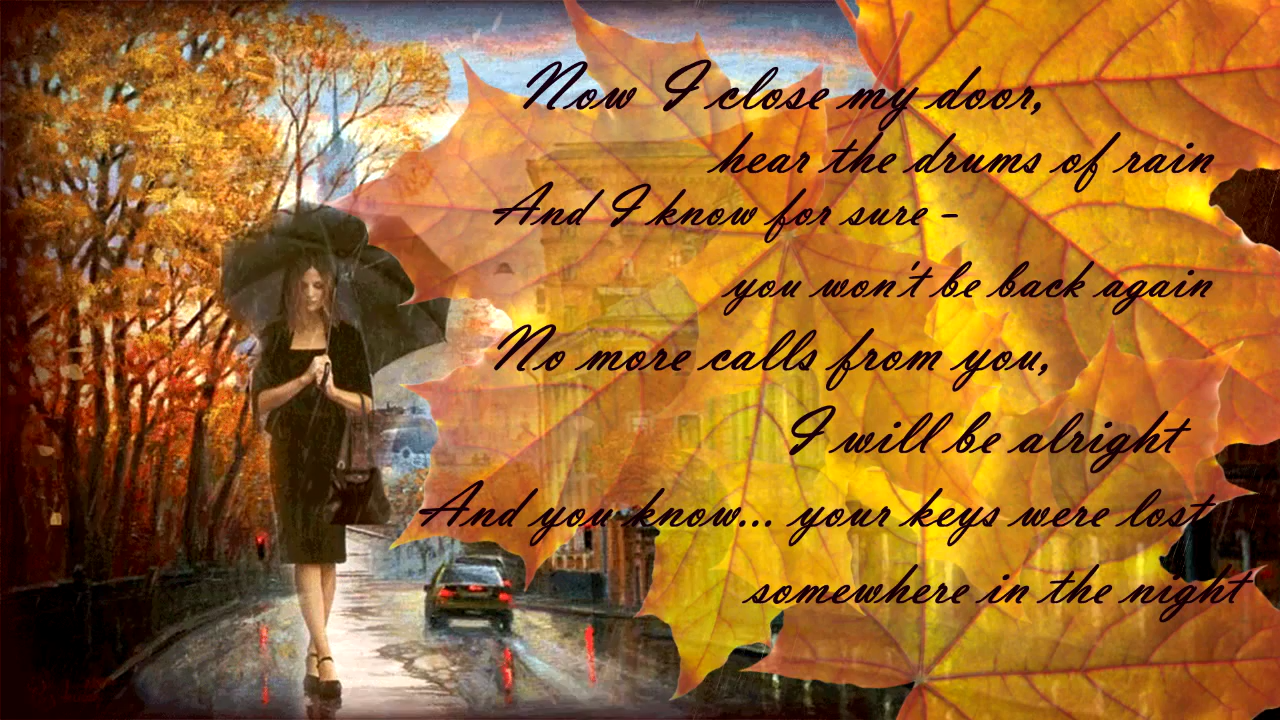 Now I close my door,
hear the drums of rain
And I know for sure -
you won't be back again
No more calls from you,
I will be alright
And you know... your keys were lost
somewhere in the night